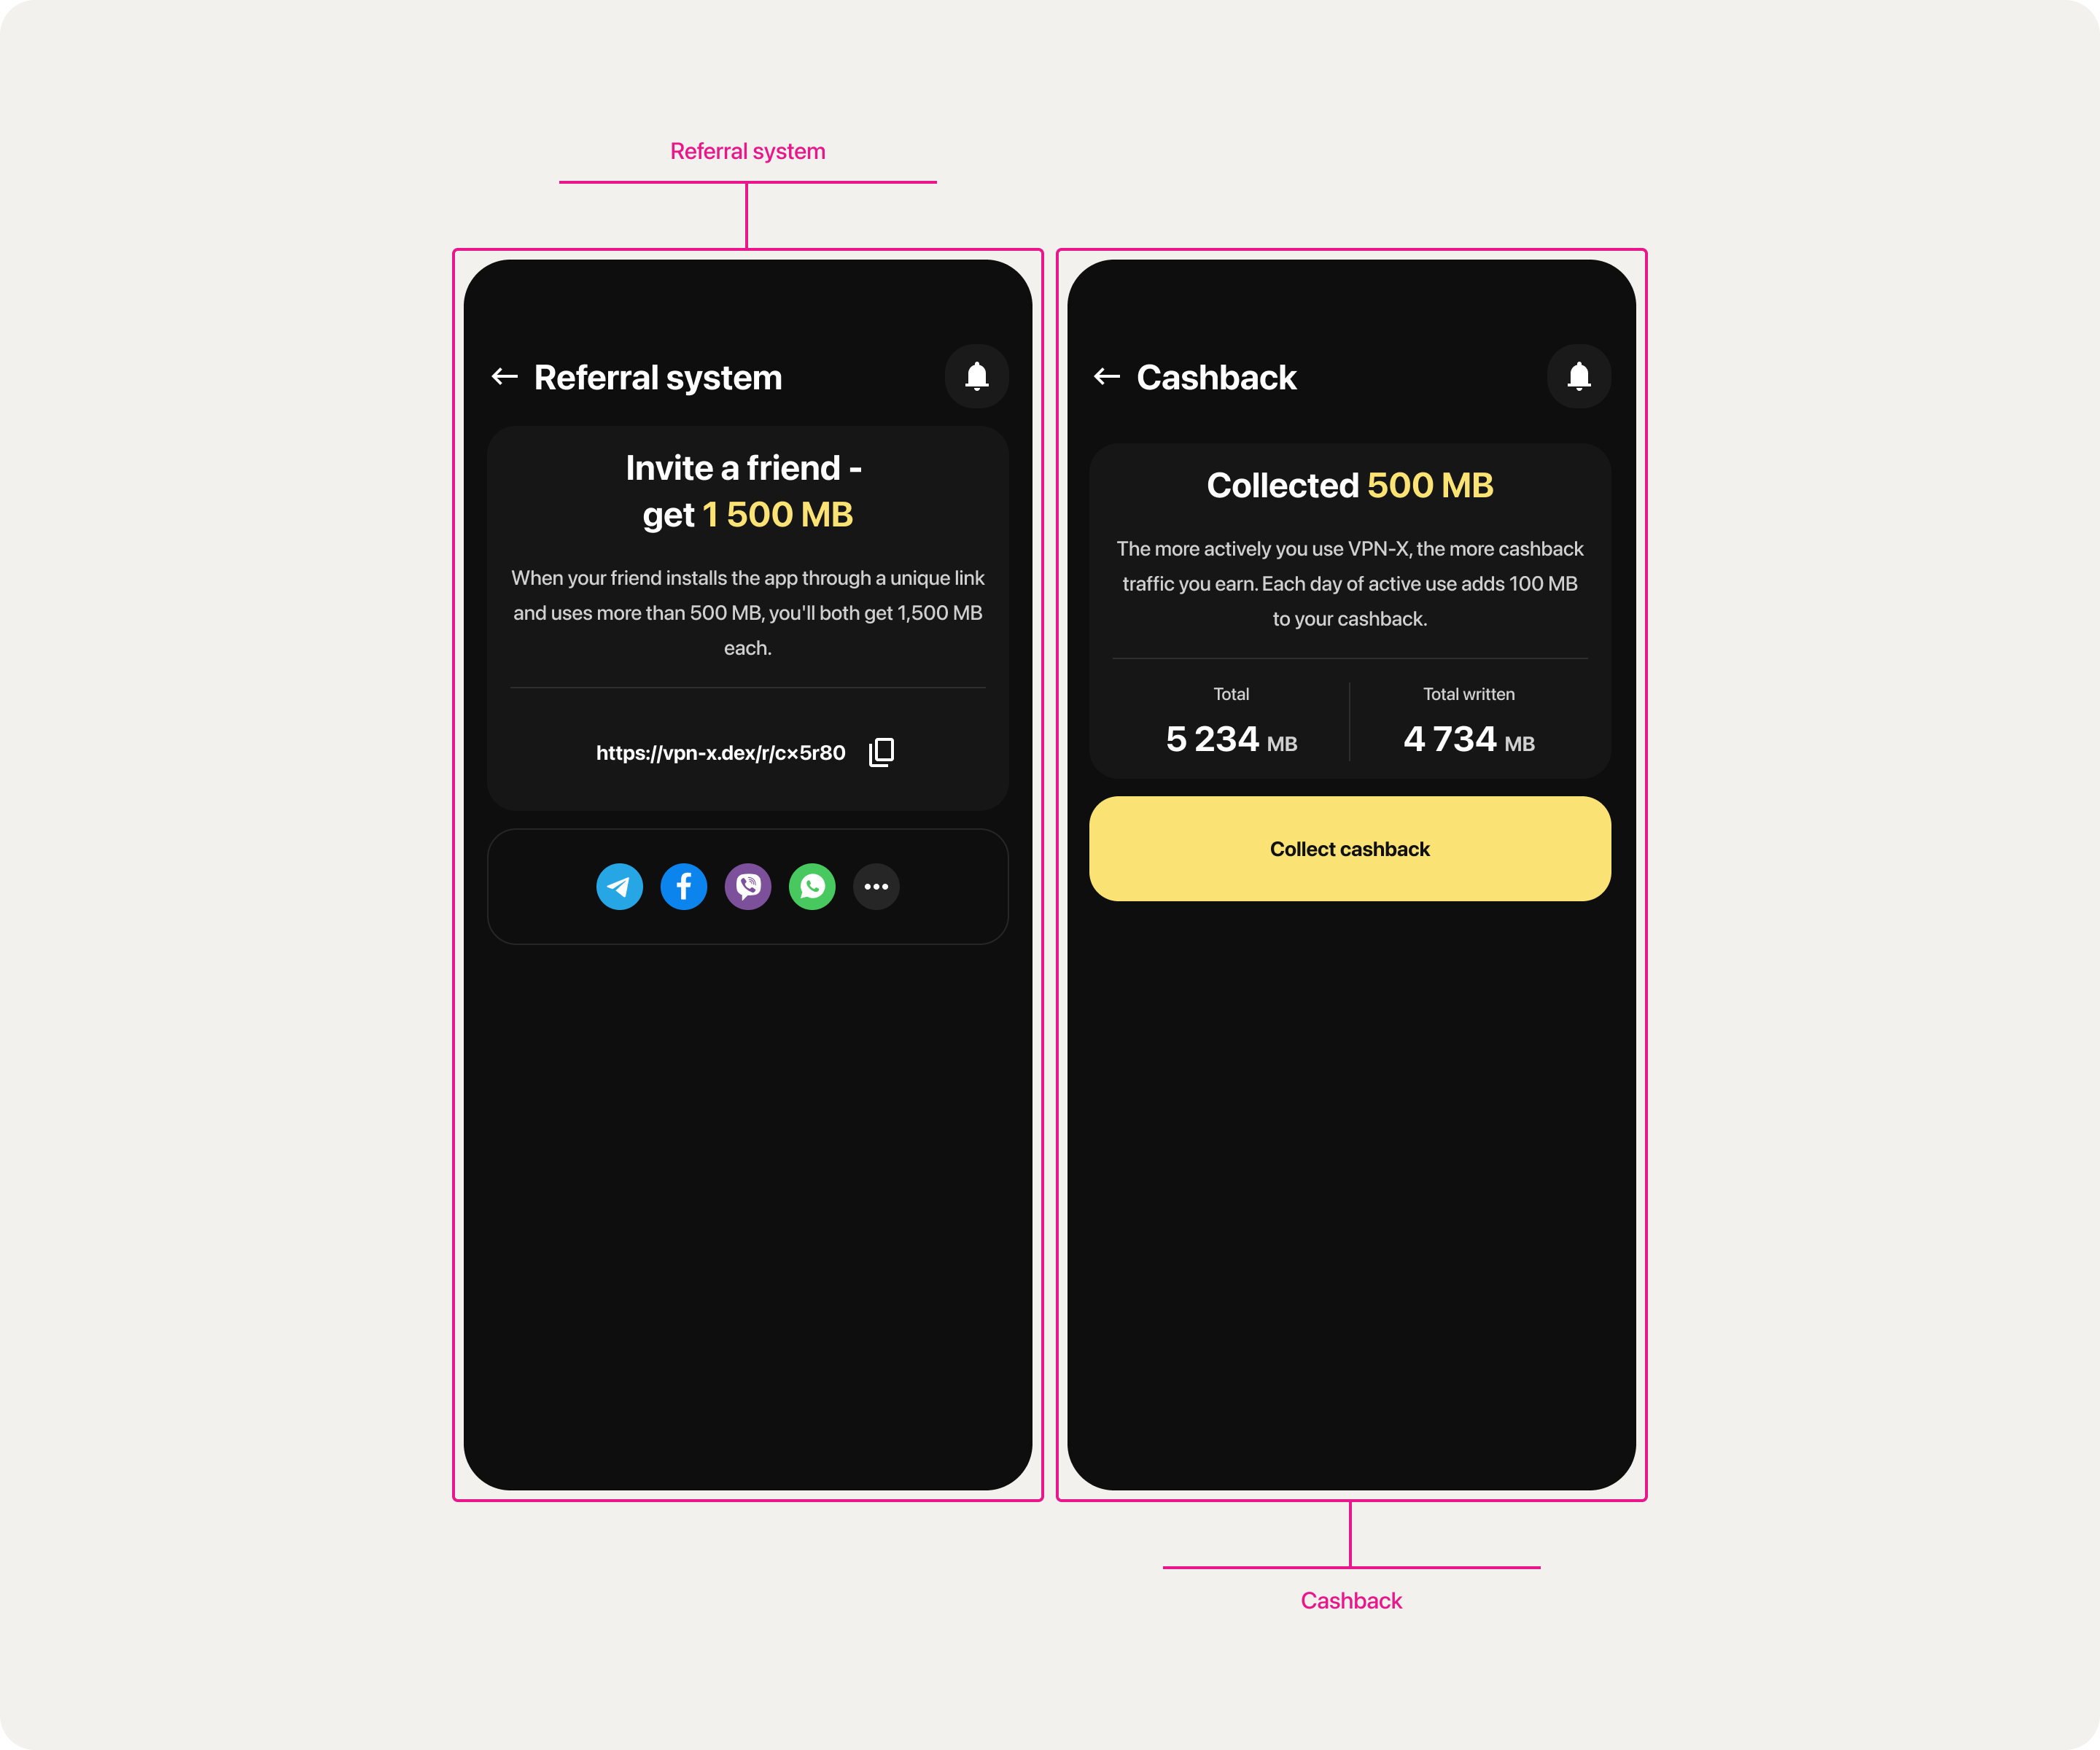 Referral system
Referral system
Invite a friend -
get 1 500 MB
When your friend installs the app through a unique link
and uses more than 500 MB, you'll both get 1,500 MB
each.
https://vpn-x.dex/r/c×5r80
Cashback
Collected 500 MB
The more actively you use VPN-X, the more cashback
traffic you earn. Each day of active use adds 100 MB
to your cashback.
Total
5 234 MB
Total written
4 734 MB
Collect cashback
Cashback